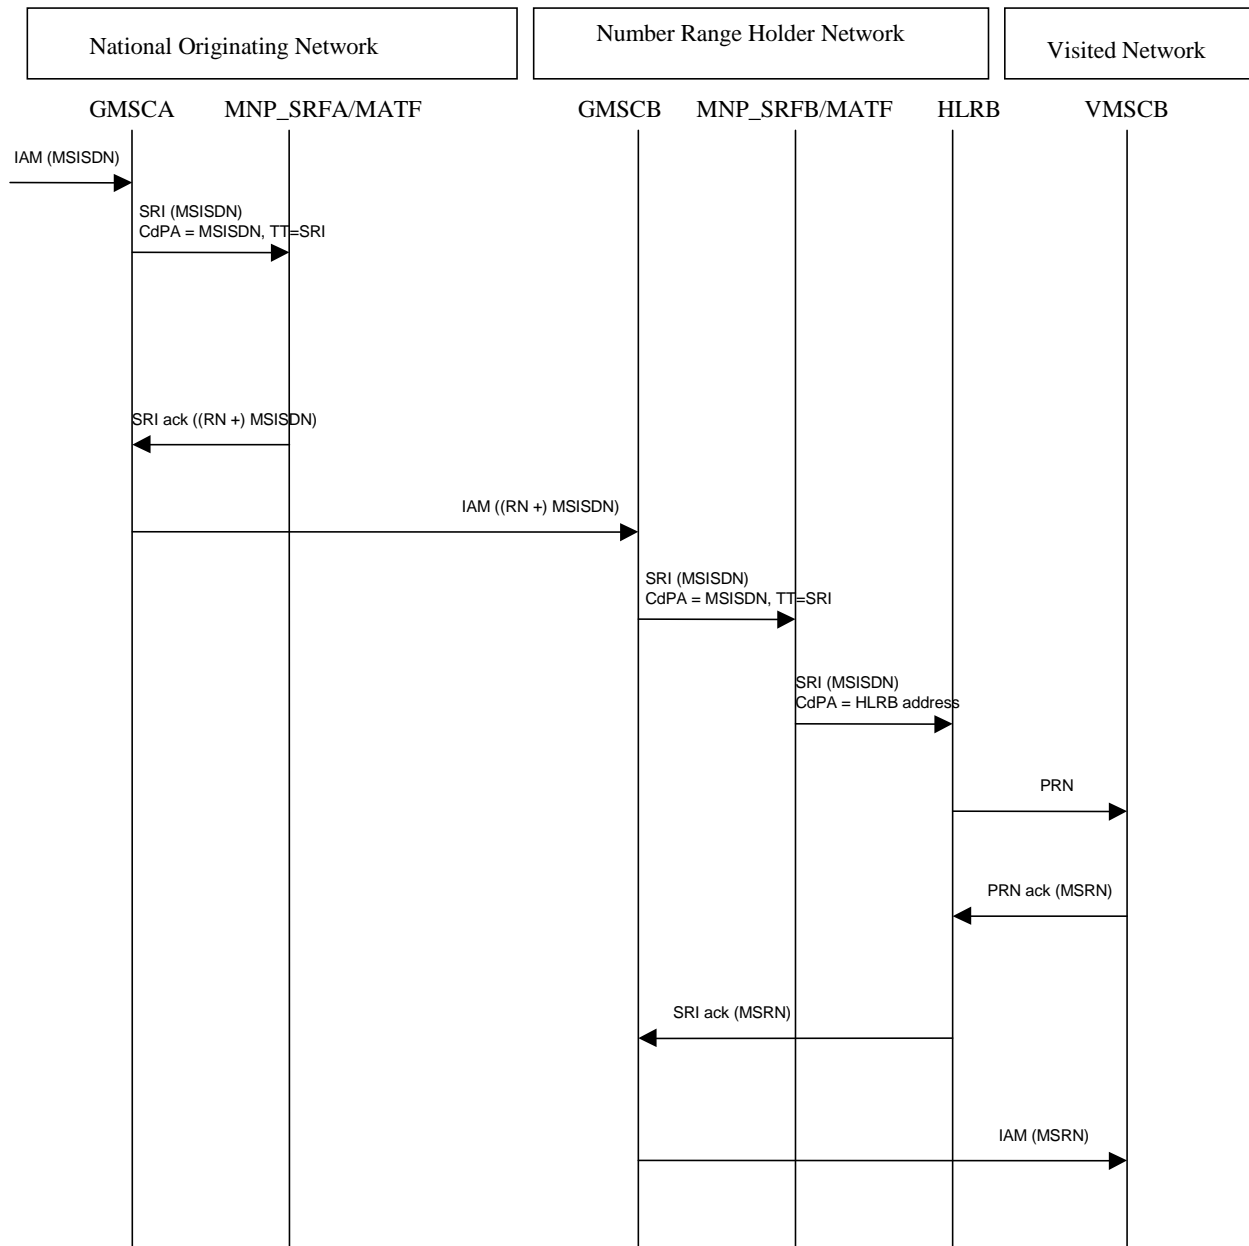 National Originating Network
Number Range Holder Network
Visited Network
GMSCA
MNP_SRFA/MATF
GMSCB
MNP_SRFB/MATF
HLRB
VMSCB
IAM (MSISDN)
SRI (MSISDN)
CdPA = MSISDN, TT=SRI
SRI ack ((RN +) MSISDN)
IAM ((RN +) MSISDN)
SRI (MSISDN)
CdPA = MSISDN, TT=SRI
SRI (MSISDN)
CdPA = HLRB address
PRN
PRN ack (MSRN)
SRI ack (MSRN)
IAM (MSRN)